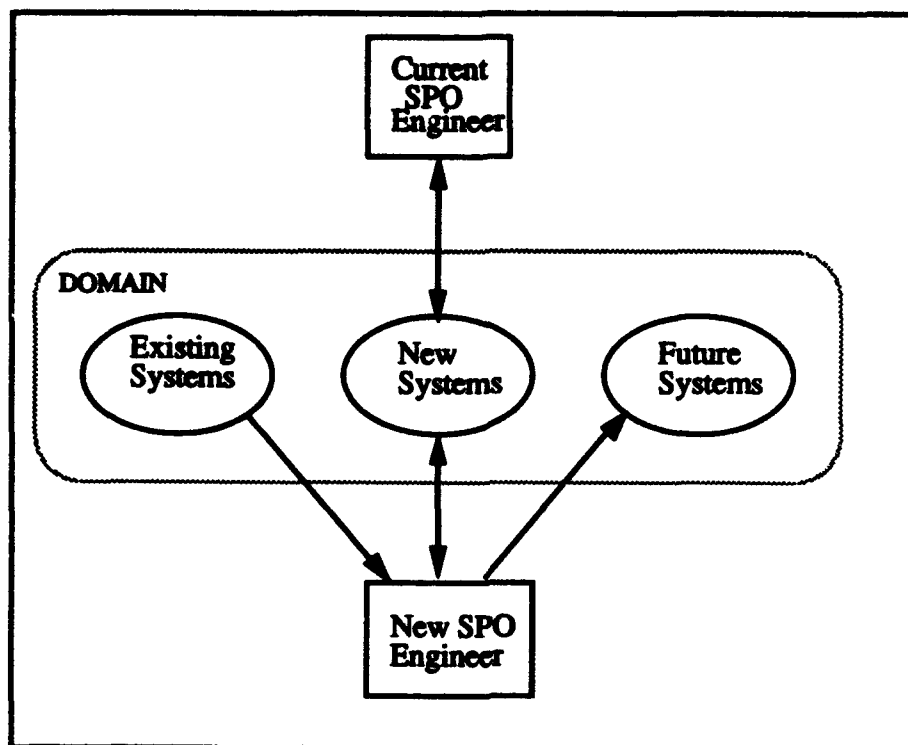 Current
SPO
Engineer
DOMAIN
Existing
Systems
New
Systems
Future
Systems
New SPO
Engineer